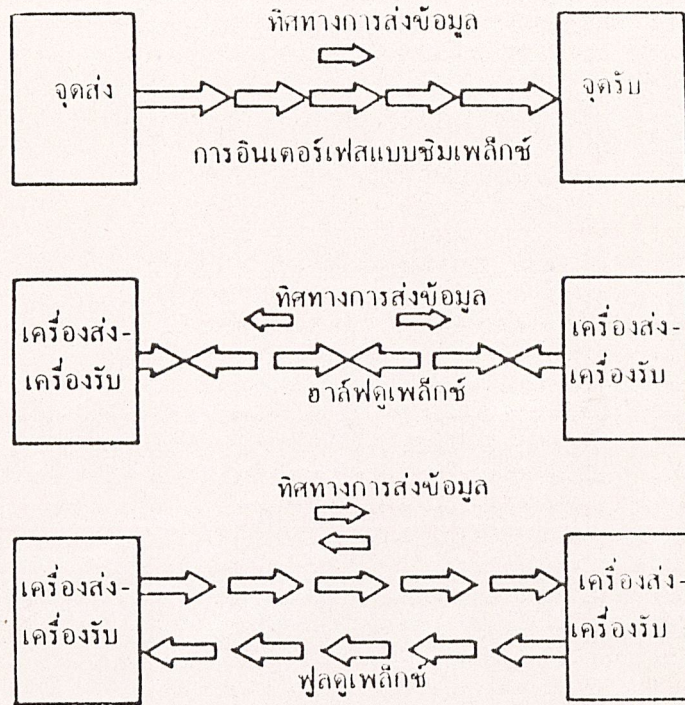 ทิศทางการส่งข้อมูล
จุดส่ง
จุดรับ
การอินเตอร์เฟสแบบซิมเพล็กซ์
ทิศทางการส่งข้อมูล
เครื่องส่ง-
เครื่องรับ
เครื่องส่ง-
เครื่องรับ
ฮาล์ฟดูเพล็กซ์
ทิศทางการส่งข้อมูล
เครื่องส่ง-
เครื่องรับ
เครื่องส่ง-
เครื่องรับ
ฟูลดูเพล็กซ์